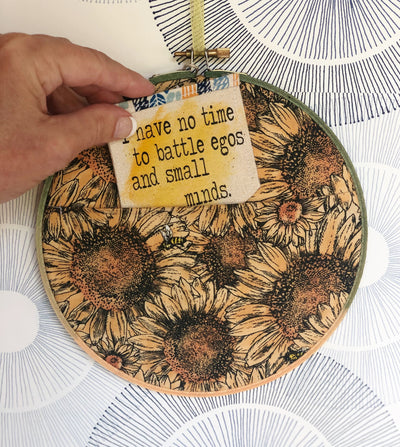 I have no time
to battle egos
and small
minds.